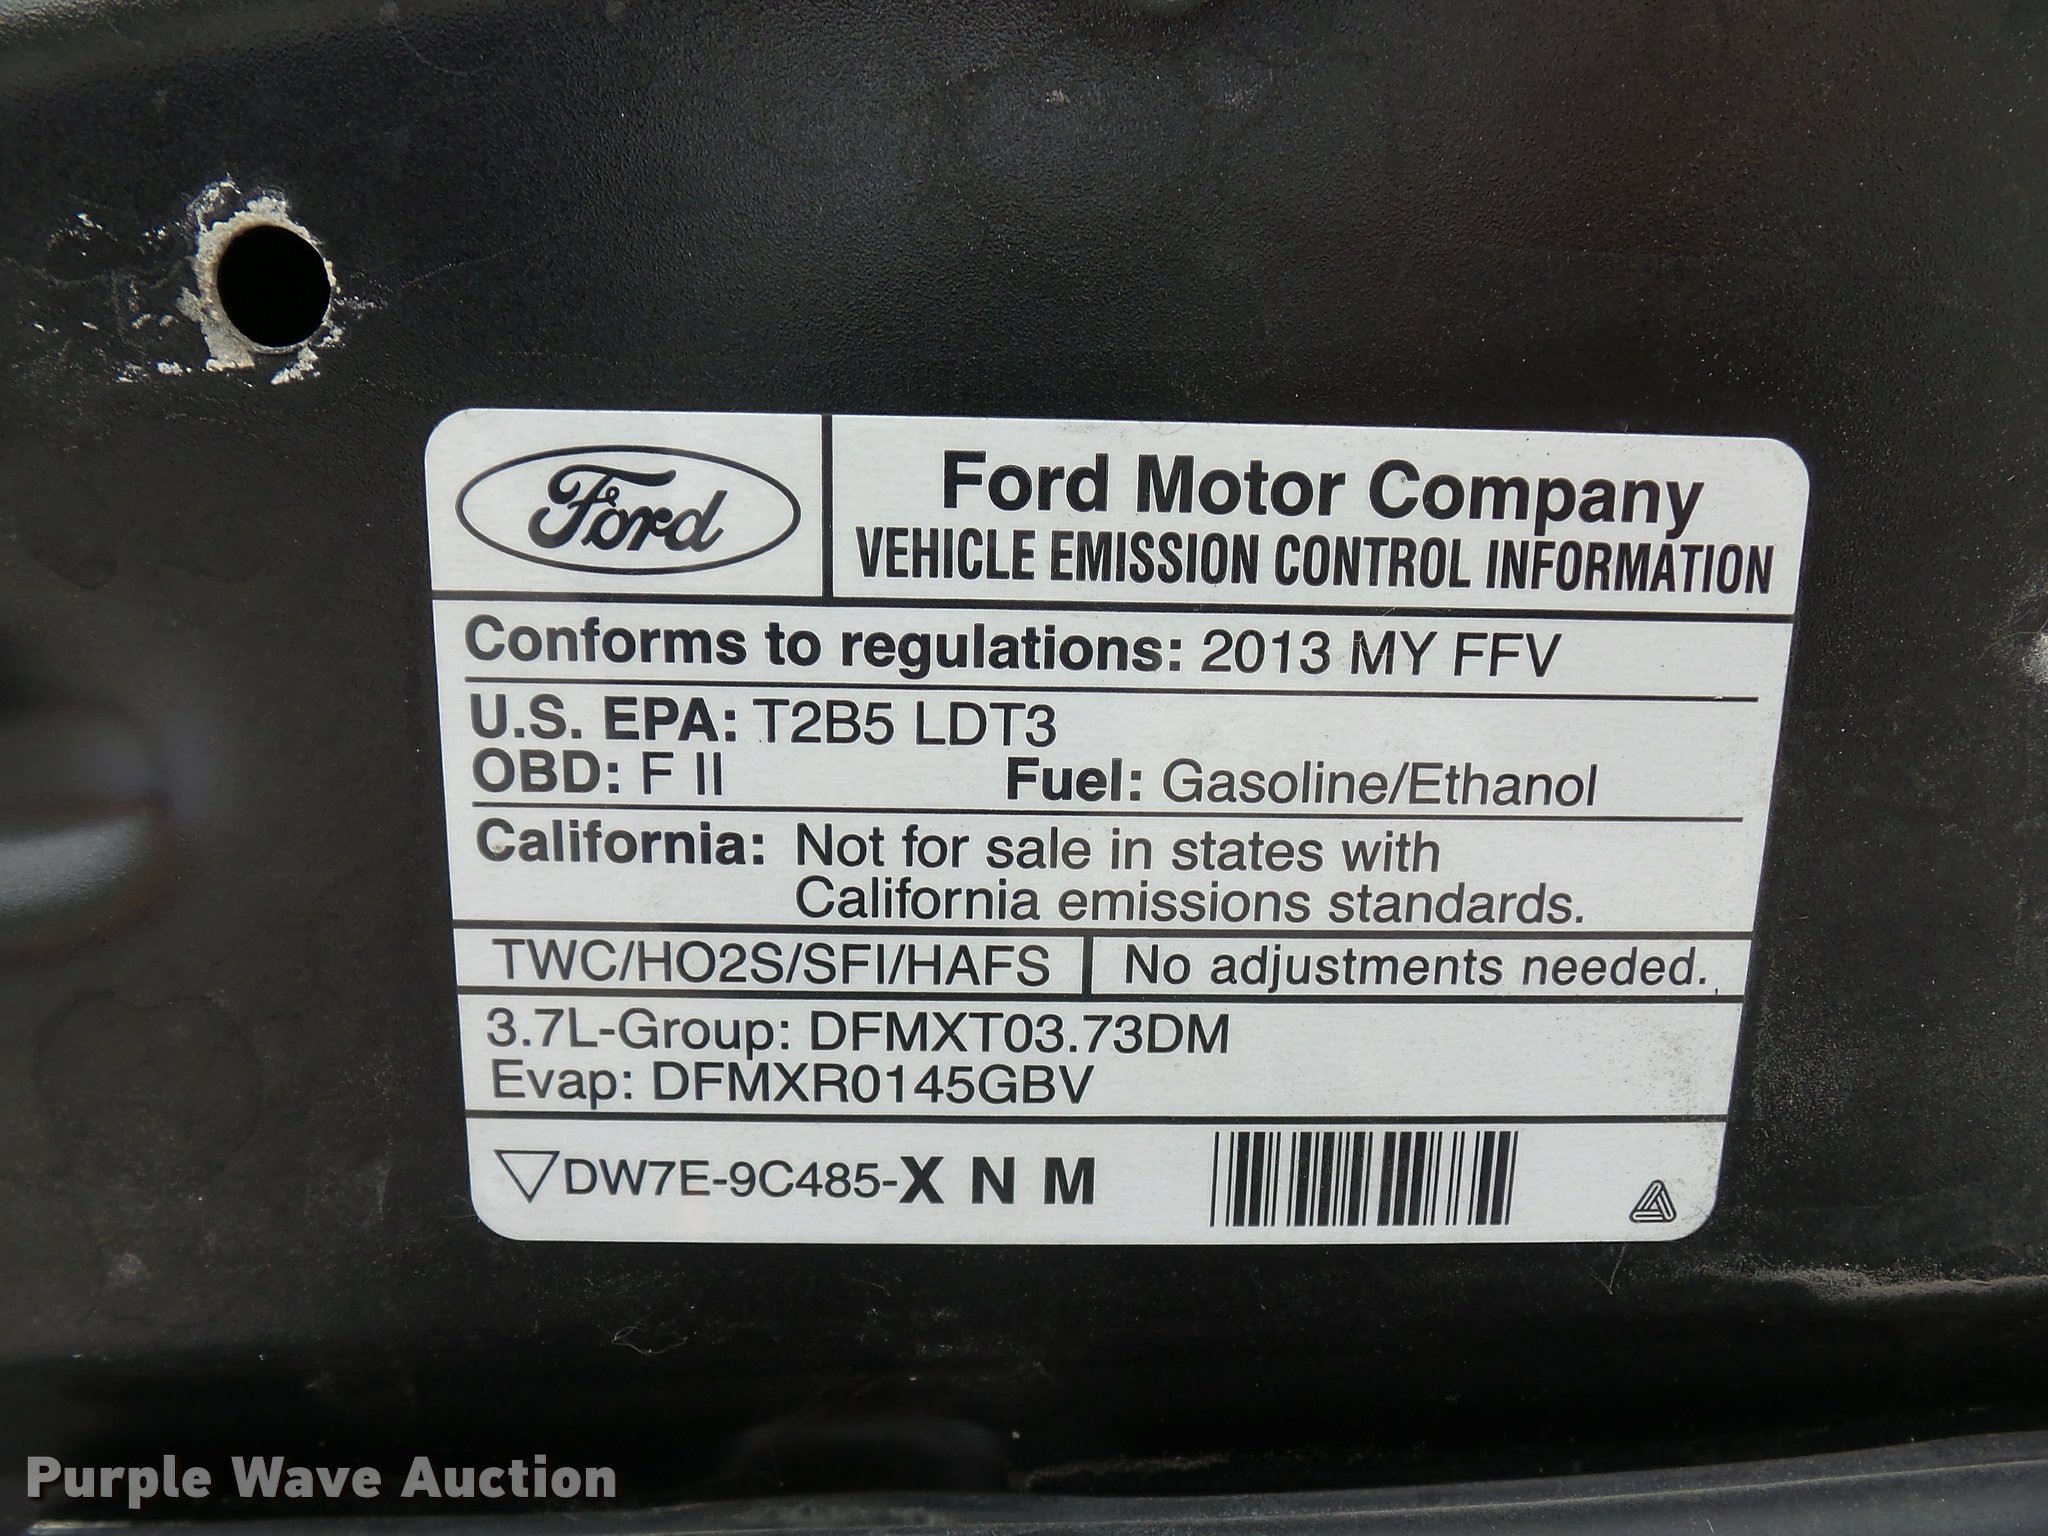 Ford
Ford Motor Company
VEHICLE EMISSION CONTROL INFORMATION
Conforms to regulations: 2013 MY FFV
U.S. EPA: T2B5 LDT3
OBD: F II Fuel: Gasoline/Ethanol
California: Not for sale in states with
California emissions standards.
TWC/HO2S/SFI/HAFS No adjustments needed.
3.7L-Group: DFMXT03.73DM
Evap: DFMXR0145GBV
DW7E-9C485-X N M
Purple Wave Auction